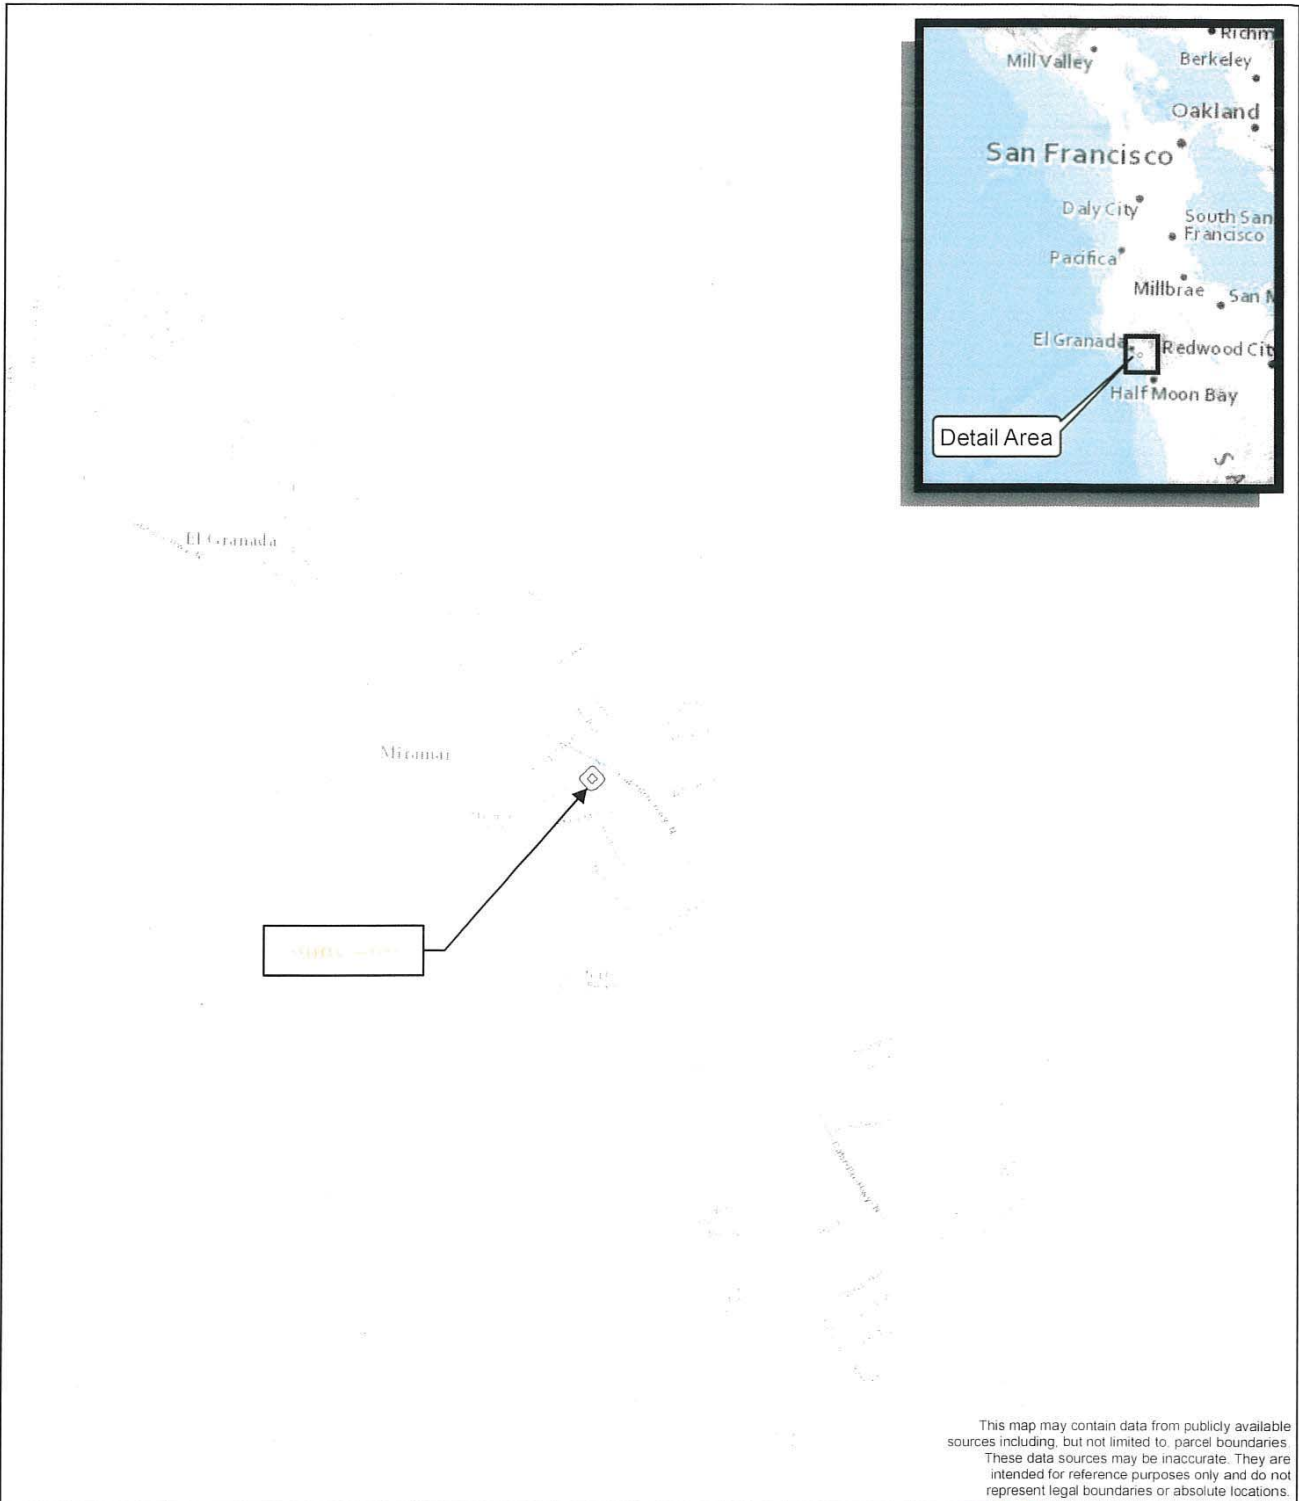 Richm
Mill Valley
Berkeley
Oakland
San Francisco
Daly City
South San
Francisco
Pacifica
Millbrae
San M
El Granada
Redwood Cit
Half Moon Bay
Detail Area
S A
El Granada
Miramar
Cabrillo Hwy N
This map may contain data from publicly available
sources including, but not limited to, parcel boundaries.
These data sources may be inaccurate. They are
intended for reference purposes only and do not
represent legal boundaries or absolute locations.